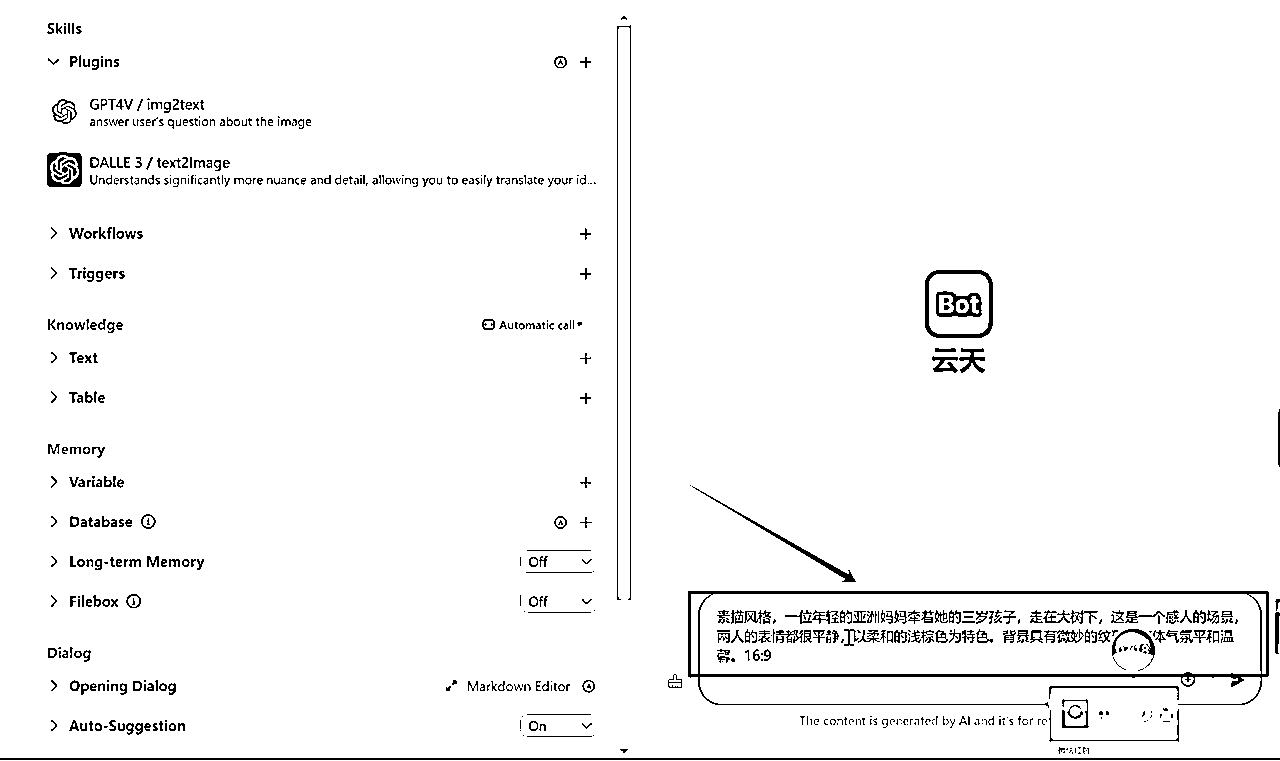 Skills
Plugins
GPT4V / img2text
answer user's question about the image
DALLE 3 / text2image
Understands significantly more nuance and detail, allowing you to easily translate your id...
Workflows
Triggers
Knowledge
Automatic call
Text
Table
Memory
Variable
Database
Long-term Memory
Off
Filebox
Off
Dialog
Opening Dialog
Markdown Editor
Auto-Suggestion
On
Bot
云天
素描风格，一位年轻的亚洲妈妈牵着她的三岁孩子，走在大树下，这是一个感人的场景，
两人的表情都很平静，以柔和的浅棕色为特色。背景具有微妙的纹 体气氛平和温
馨。16:9
The content is generated by AI and it's for re